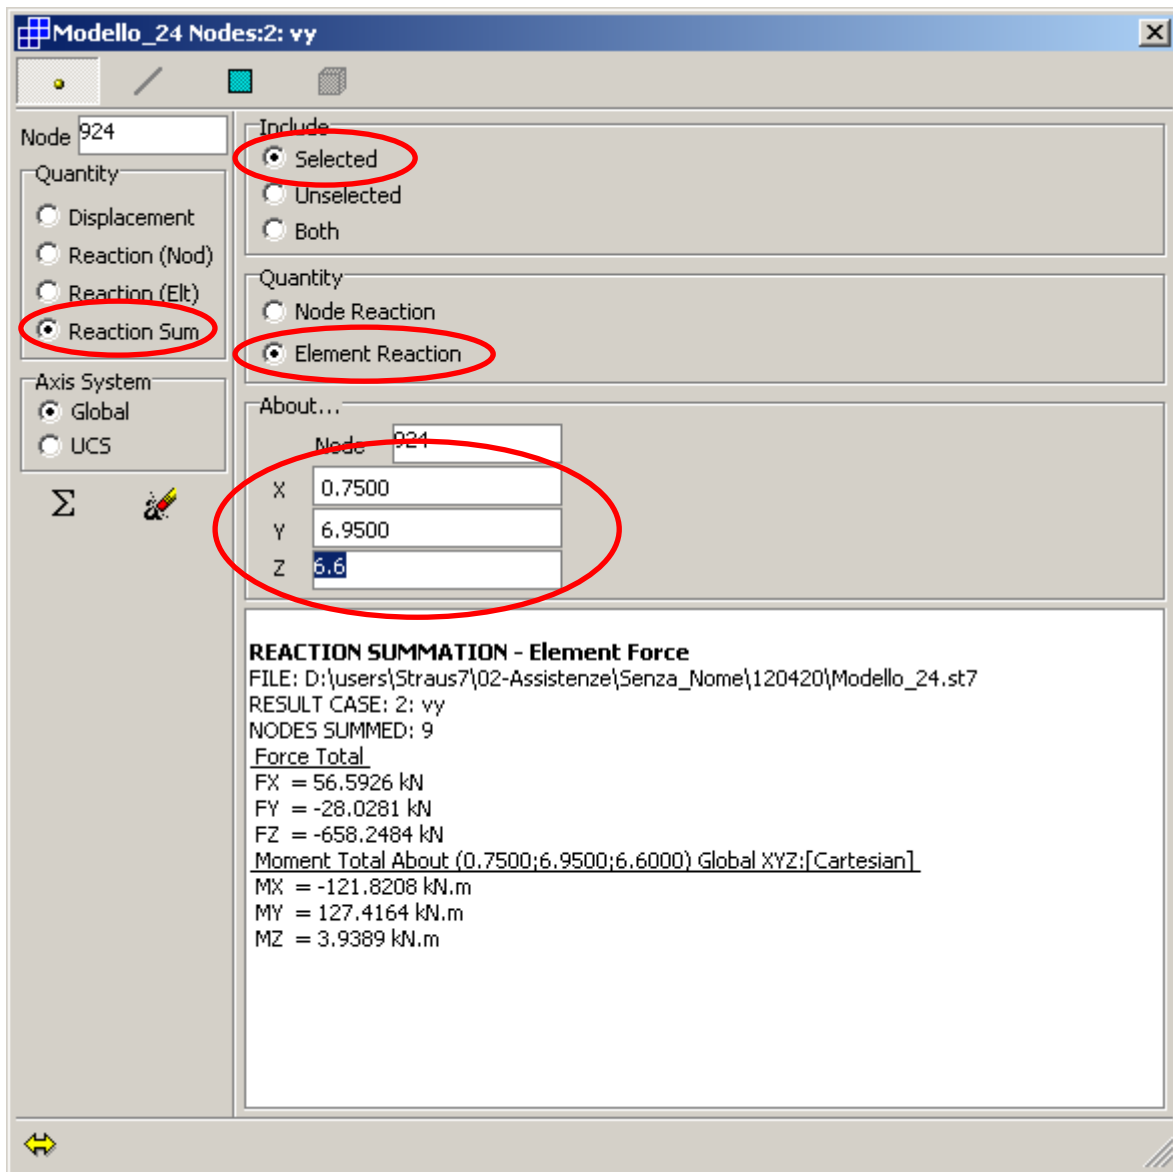 Modello_24 Nodes:2: vy
Node 924
Quantity
Displacement
Reaction (Nod)
Reaction (Elt)
Reaction Sum
Axis System
Global
UCS
Σ
Include
Selected
Unselected
Both
Quantity
Node Reaction
Element Reaction
About...
Node 924
X 0.7500
Y 6.9500
Z 6.6
REACTION SUMMATION - Element Force
FILE: D:\users\Straus7\02-Assistenze\Senza_Nome\120420\Modello_24.st7
RESULT CASE: 2: vy
NODES SUMMED: 9
Force Total
FX = 56.5926 kN
FY = -28.0281 kN
FZ = -658.2484 kN
Moment Total About (0.7500;6.9500;6.6000) Global XYZ:[Cartesian]
MX = -121.8208 kN.m
MY = 127.4164 kN.m
MZ = 3.9389 kN.m